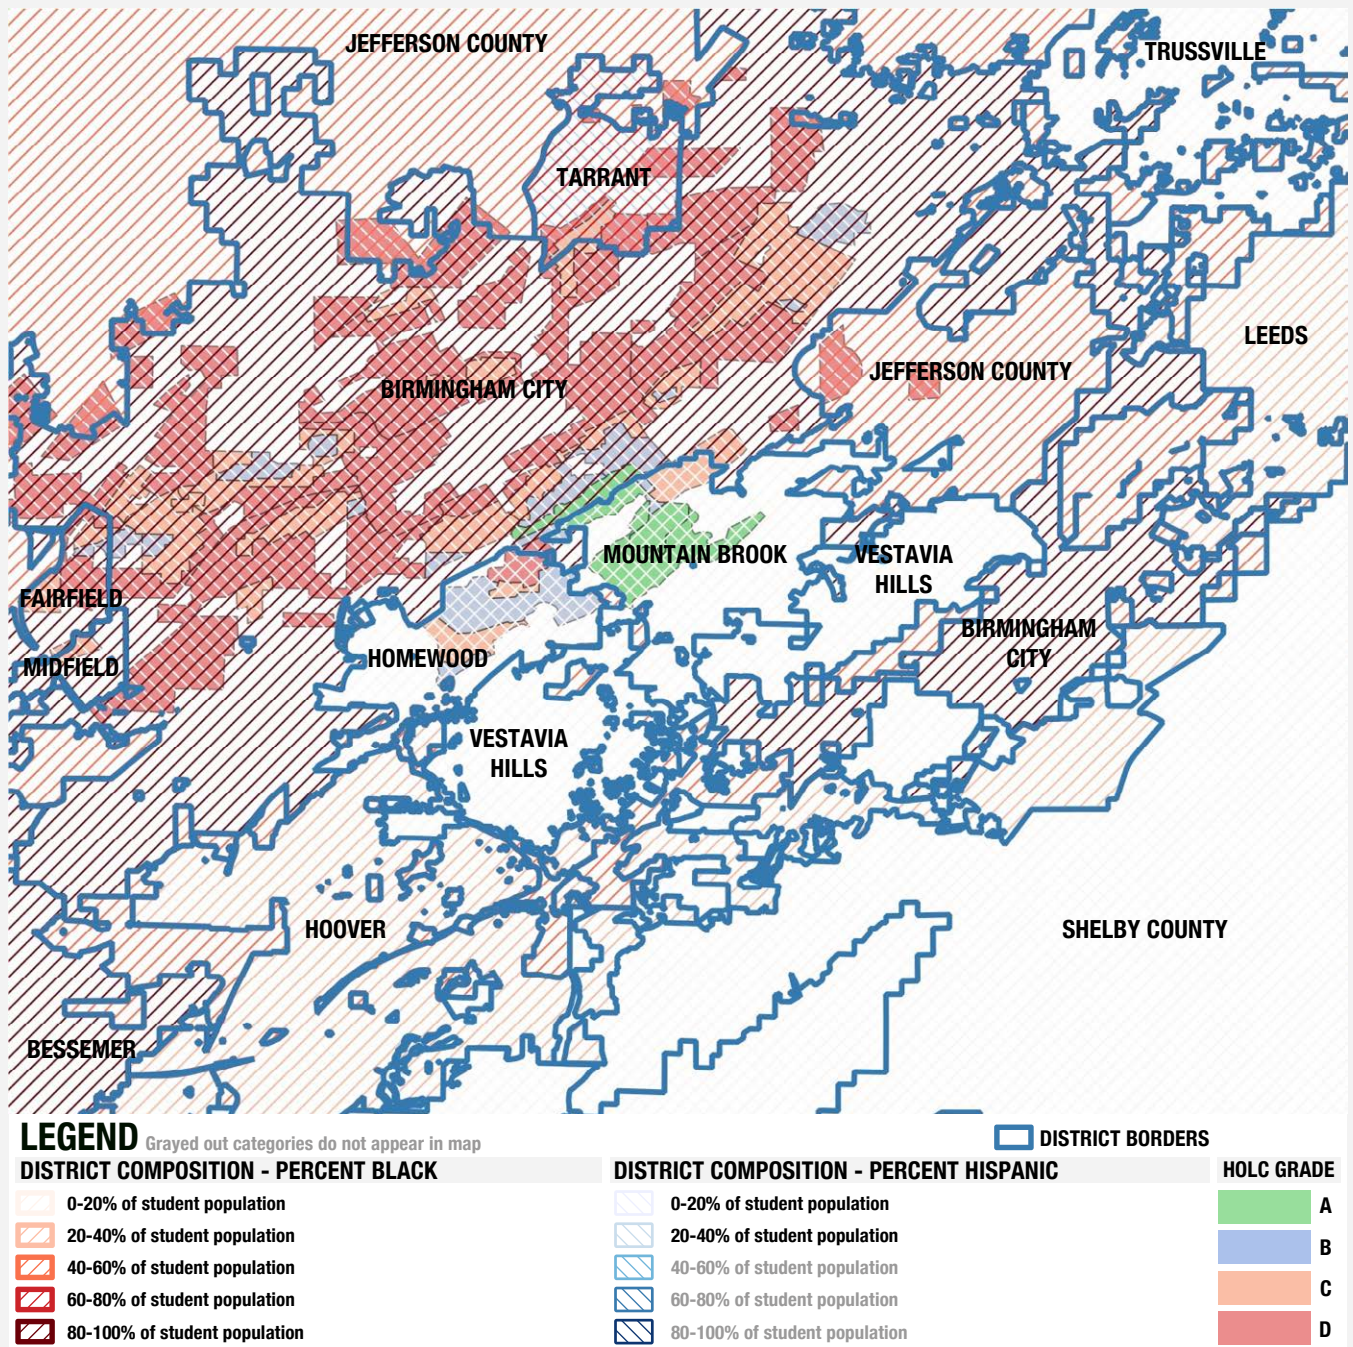 JEFFERSON COUNTY
TRUSSVILLE
TARRANT
LEEDS
JEFFERSON COUNTY
BIRMINGHAM CITY
MOUNTAIN BROOK
VESTAVIA
HILLS
FAIRFIELD
BIRMINGHAM
CITY
HOMEWOOD
MIDFIELD
VESTAVIA
HILLS
HOOVER
SHELBY COUNTY
BESSEMER
LEGEND Grayed out categories do not appear in map
DISTRICT BORDERS
DISTRICT COMPOSITION - PERCENT BLACK
0-20% of student population
20-40% of student population
40-60% of student population
60-80% of student population
80-100% of student population
DISTRICT COMPOSITION - PERCENT HISPANIC
0-20% of student population
20-40% of student population
40-60% of student population
60-80% of student population
80-100% of student population
HOLC GRADE
A
B
C
D